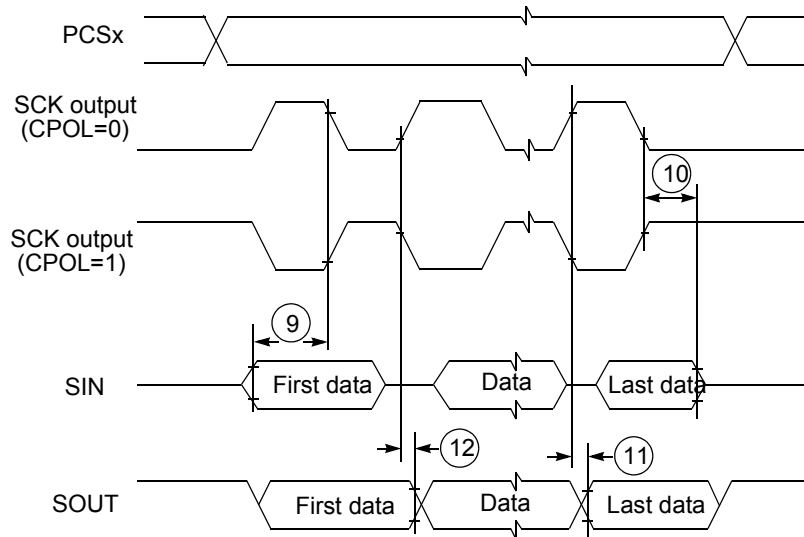 PCSx
SCK output
(CPOL=0)
10
SCK output
(CPOL=1)
9
SIN
First data
Data
Last data
12
11
SOUT
First data
Data
Last data